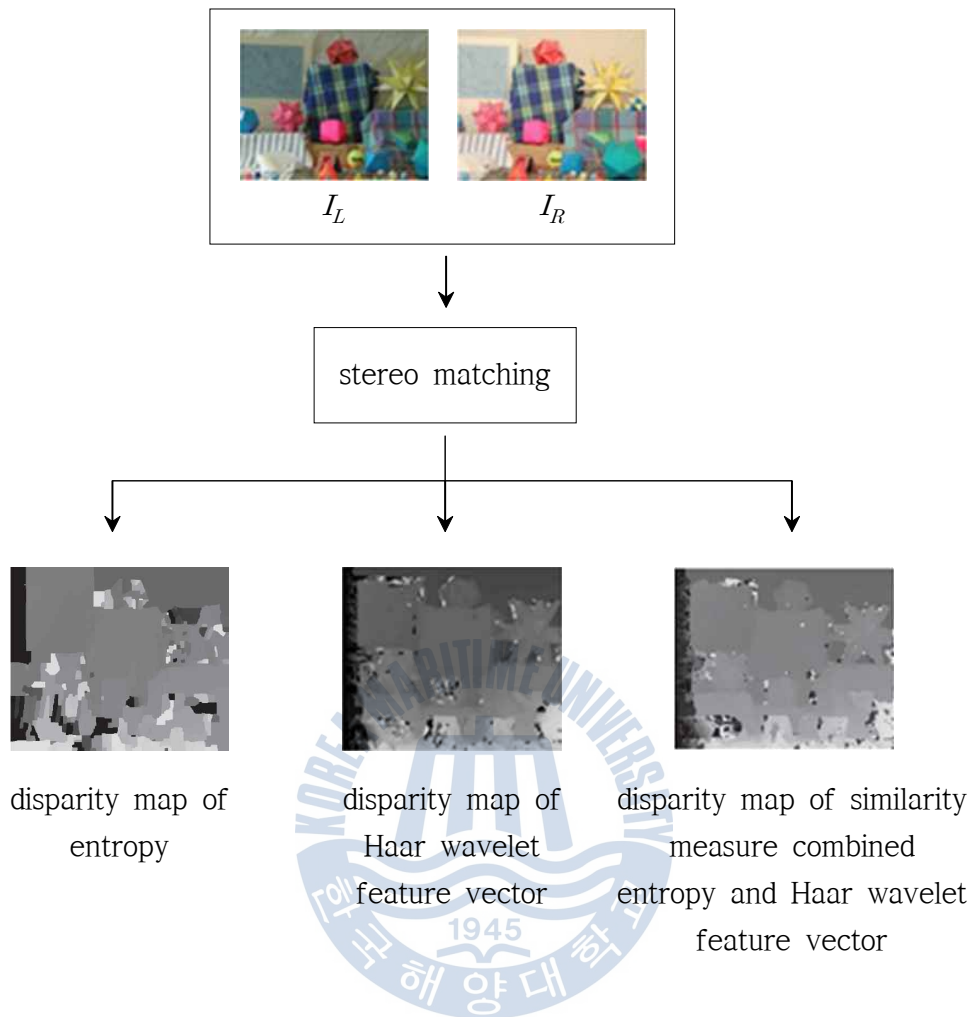 I_L
I_R
stereo matching
disparity map of
entropy
disparity map of
Haar wavelet
feature vector
disparity map of similarity
measure combined
entropy and Haar wavelet
feature vector
KOREA MARITIME UNIVERSITY
1945
한국해양대학교